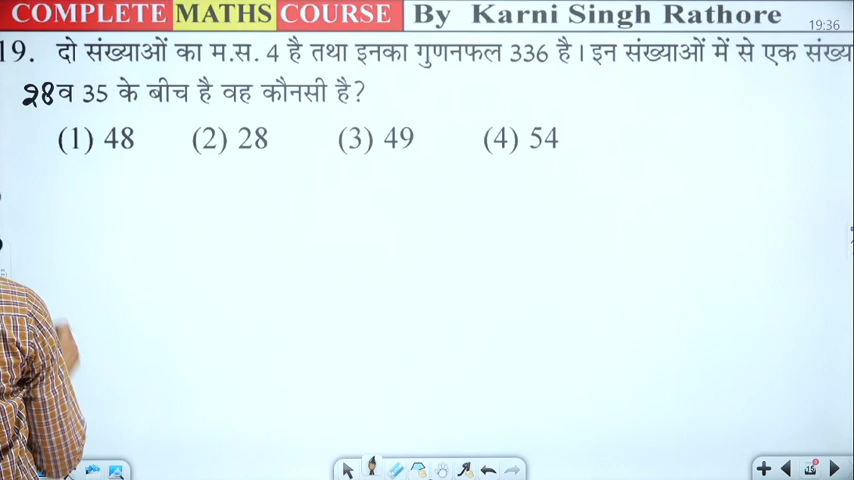 COMPLETE MATHS COURSE By Karni Singh Rathore
19:36
19. दो संख्याओं का म.स. 4 है तथा इनका गुणनफल 336 है। इन संख्याओं में से एक संख्य
व 35 के बीच है वह कौनसी है?
(1) 48 (2) 28 (3) 49 (4) 54
15